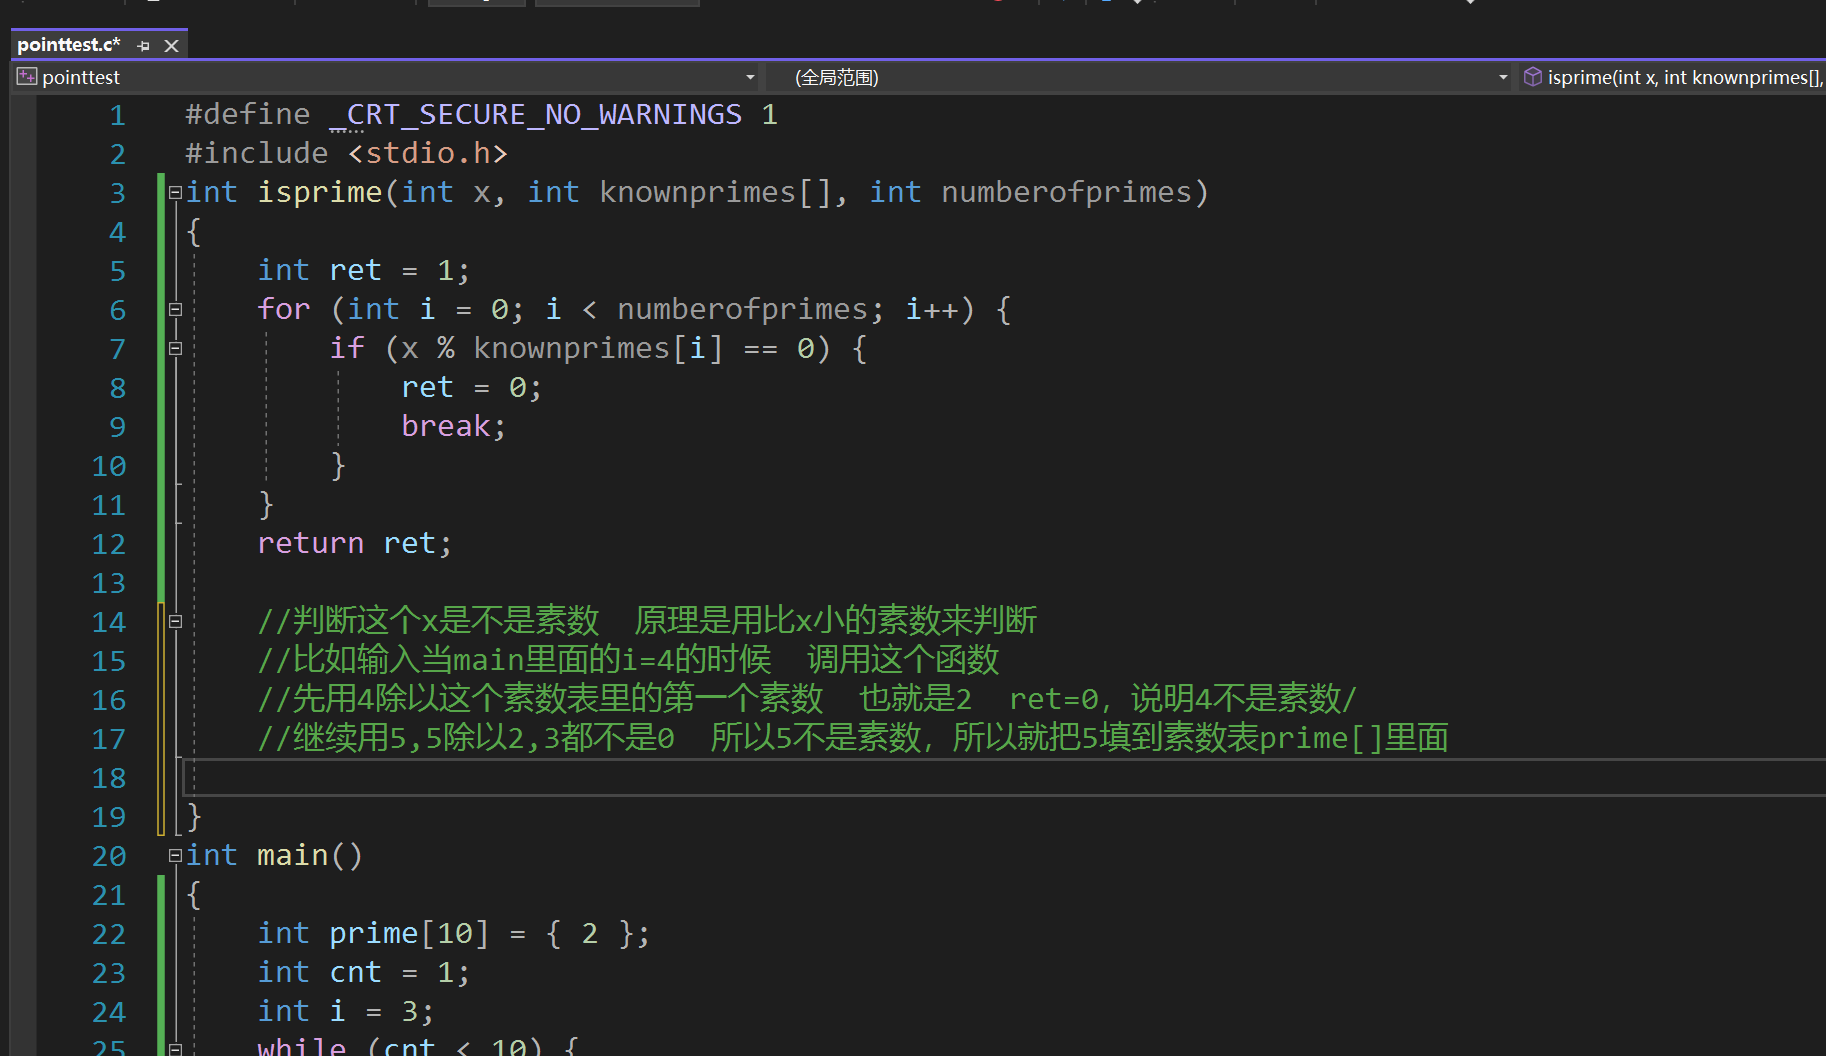 pointtest.c*
pointtest (全局范围) isprime(int x, int knownprimes[],
1 #define _CRT_SECURE_NO_WARNINGS 1
2 #include <stdio.h>
3 int isprime(int x, int knownprimes[], int numberofprimes)
4 {
5 int ret = 1;
6 for (int i = 0; i < numberofprimes; i++) {
7 if (x % knownprimes[i] == 0) {
8 ret = 0;
9 break;
10 }
11 }
12 return ret;
13
14 //判断这个x是不是素数  原理是用比x小的素数来判断
15 //比如输入当main里面的i=4的时候  调用这个函数
16 //先用4除以这个素数表里的第一个素数  也就是2  ret=0，说明4不是素数/
17 //继续用5,5除以2,3都不是0  所以5不是素数，所以就把5填到素数表prime[]里面
18
19 }
20 int main()
21 {
22 int prime[10] = { 2 };
23 int cnt = 1;
24 int i = 3;
25 while (cnt < 10) {